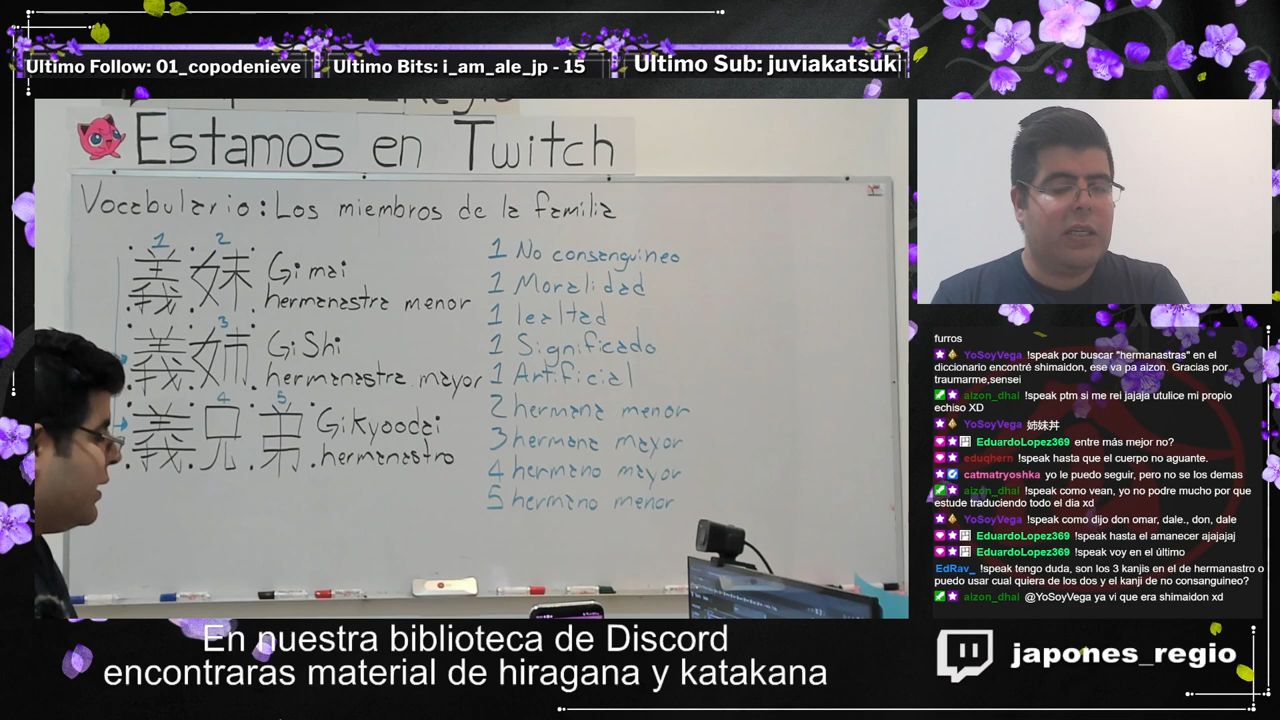 Ultimo Follow: 01_copodenieve
Ultimo Bits: i_am_ale_jp - 15
Ultimo Sub: juviakatsuki
Estamos en Twitch
Vocabulario: Los miembros de la familia
1 2
義妹 Gimai
hermanastra menor
3
義姉 GiShi
hermanastra mayor
4 5
義兄弟 GiKyoodai
hermanastro
1 No consanguineo
1 Moralidad
1 lealtad
1 Significado
1 Artificial
2 hermana menor
3 hermana mayor
4 hermano mayor
5 hermano menor
furros
YoSoyVega !speak por buscar "hermanastras" en el
diccionario encontré shimaidon, ese va pa aizon. Gracias por
traumarme,sensei
aizon_dhal !speak ptm si me rei jajaja utulice mi propio
echiso XD
YoSoyVega 姉妹丼
EduardoLopez369 entre más mejor no?
eduqhern !speak hasta que el cuerpo no aguante.
catmatryoshka yo le puedo seguir, pero no se los demas
aizon_dhal !speak como vean, yo no podre mucho por que
estude traduciendo todo el dia xd
YoSoyVega !speak como dijo don omar, dale., don, dale
EduardoLopez369 !speak hasta el amanecer ajajajaj
EduardoLopez369 !speak voy en el último
EdRav_ !speak tengo duda, son los 3 kanjis en el de hermanastro o
puedo usar cual quiera de los dos y el kanji de no consanguineo?
aizon_dhal @YoSoyVega ya vi que era shimaidon xd
En nuestra biblioteca de Discord
encontraras material de hiragana y katakana
japones_regio